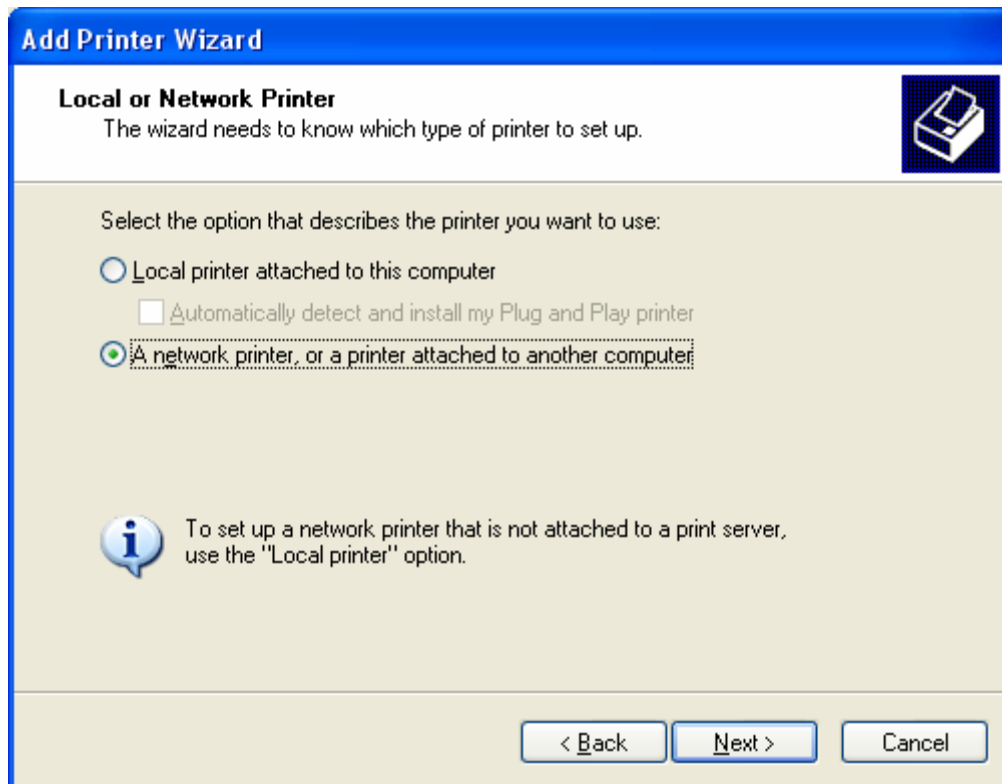 Add Printer Wizard
Local or Network Printer
The wizard needs to know which type of printer to set up.
Select the option that describes the printer you want to use:
Local printer attached to this computer
Automatically detect and install my Plug and Play printer
A network printer, or a printer attached to another computer
To set up a network printer that is not attached to a print server,
use the "Local printer" option.
< Back Next > Cancel